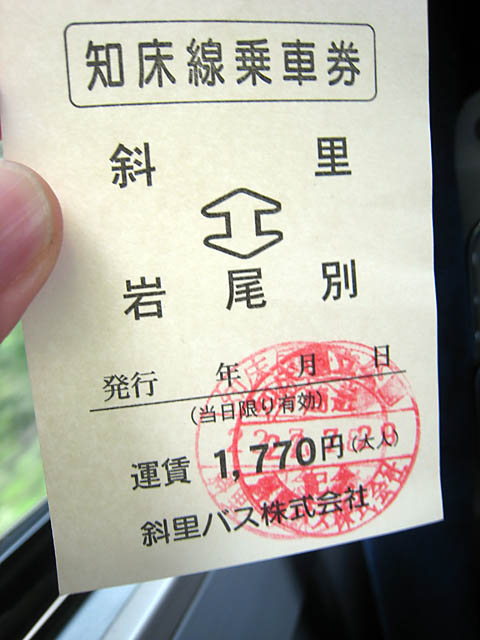 知床線乗車券
斜里
岩尾別
発行 年 月 日
(当日限り有効)
運賃 1,770円(大人)
斜里バス株式会社